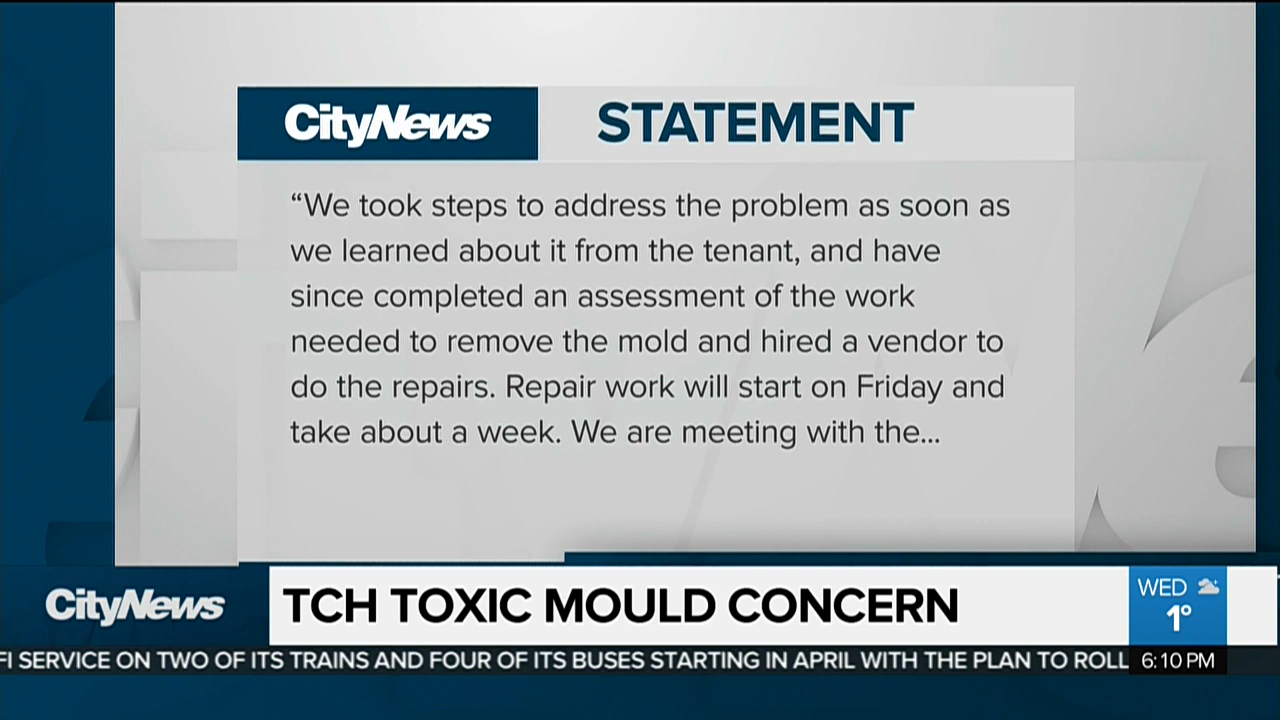 CityNews STATEMENT
“We took steps to address the problem as soon as
we learned about it from the tenant, and have
since completed an assessment of the work
needed to remove the mold and hired a vendor to
do the repairs. Repair work will start on Friday and
take about a week. We are meeting with the...
CityNews TCH TOXIC MOULD CONCERN
WED
1°
FI SERVICE ON TWO OF ITS TRAINS AND FOUR OF ITS BUSES STARTING IN APRIL WITH THE PLAN TO ROLL
6:10 PM